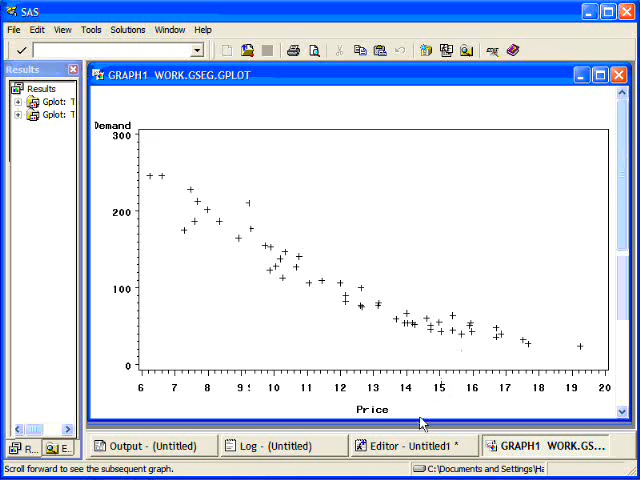 SAS
File Edit View Tools Solutions Window Help
Results
Results
Gplot: T
Gplot: T
GRAPH1 WORK.GSEG.GPLOT
Demand
300
200
100
0
6 7 8 9 10 11 12 13 14 15 16 17 18 19 20
Price
R...
E...
Output - (Untitled)
Log - (Untitled)
Editor - Untitled1 *
GRAPH1 WORK.GS...
Scroll forward to see the subsequent graph.
C:\Documents and Settings\Ha